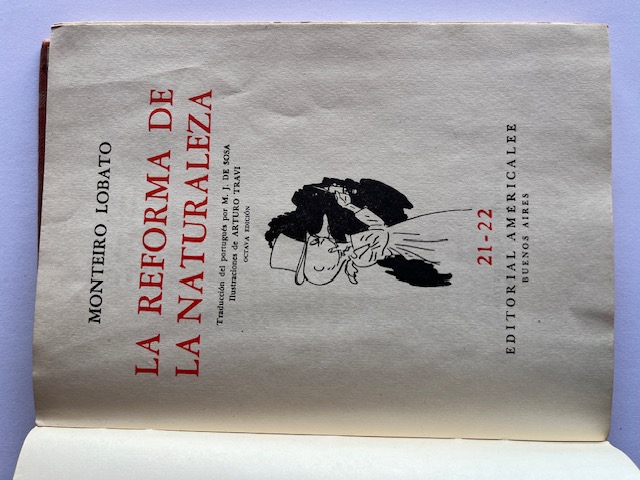 MONTEIRO LOBATO
LA REFORMA DE
LA NATURALEZA
Traducción del portugués por M. J. DE SOSA
Ilustraciones de ARTURO TRAVI
OCTAVA EDICIÓN
21-22
EDITORIAL AMERICALEE
BUENOS AIRES